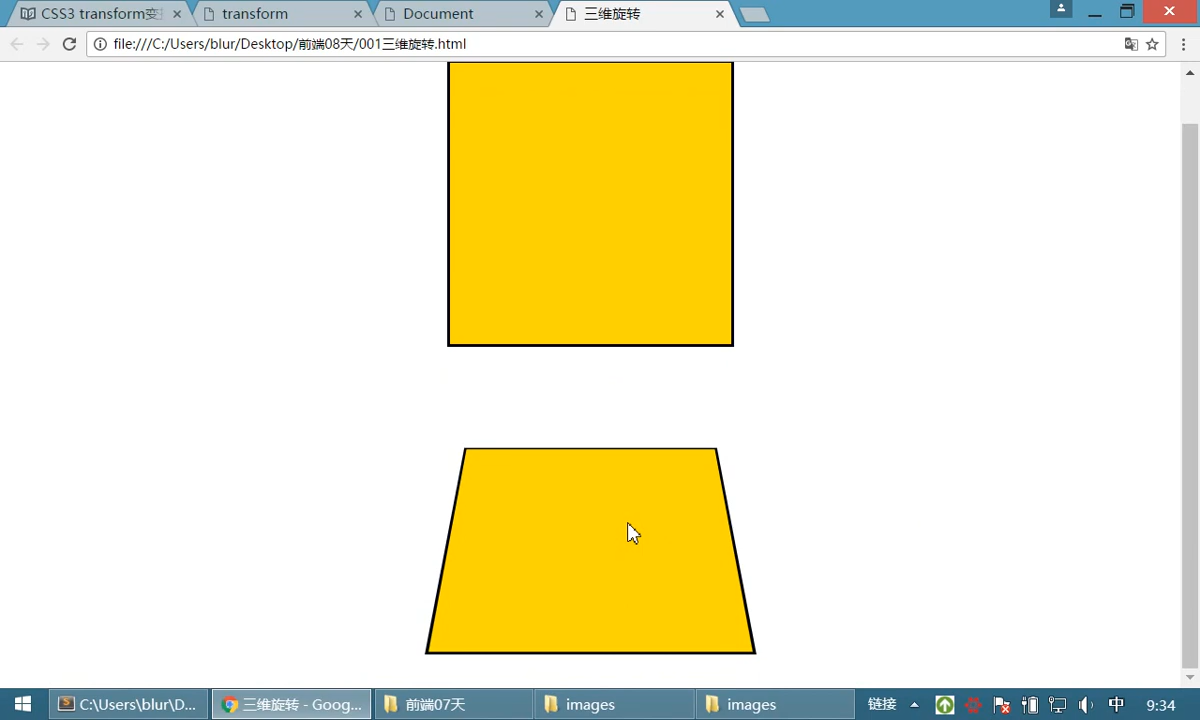 CSS3 transform变
transform
Document
三维旋转
file:///C:/Users/blur/Desktop/前端08天/001三维旋转.html
C:\Users\blur\D...
三维旋转 - Goog...
前端07天
images
images
链接
中
9:34